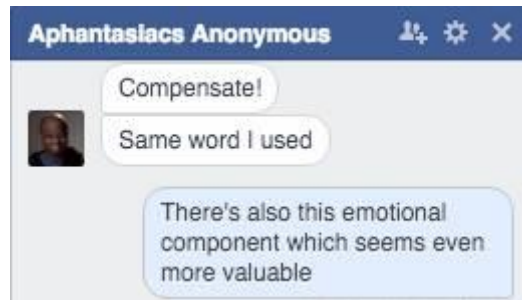 Aphantasiacs Anonymous
Compensate!
Same word I used
There's also this emotional
component which seems even
more valuable